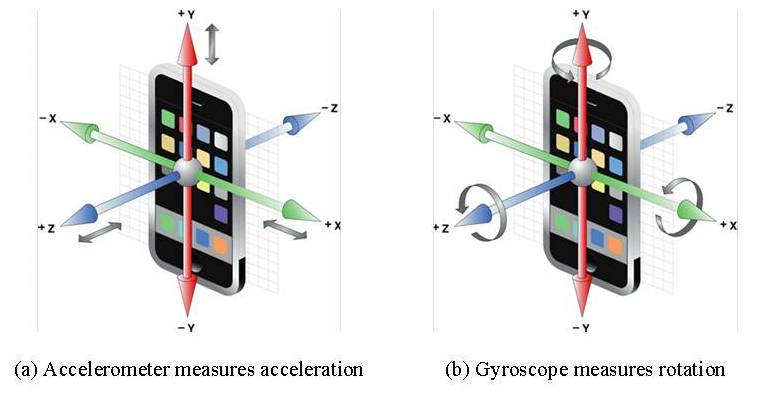 +Y
+Y
-Z
-Z
-X
-X
+Z
+X
+Z
+X
-Y
-Y
(a) Accelerometer measures acceleration
(b) Gyroscope measures rotation